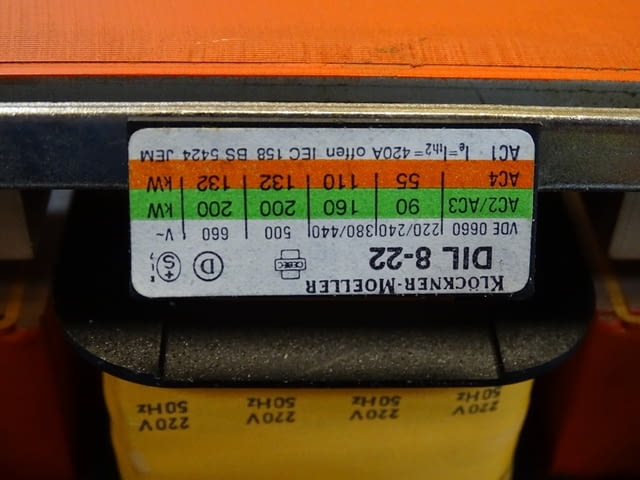 KLÖCKNER-MOELLER
DIL 8-22
VDE 0660 220/240 380/440 500 660 V~
AC2/AC3 90 160 200 200 kW
AC4 55 110 132 132 kW
AC1 Ie=Ith2=420A offen IEC 158 BS 5424 JEM
D
+S
CEBEC
220V 220V 220V 220V
50Hz 50Hz 50Hz 50Hz